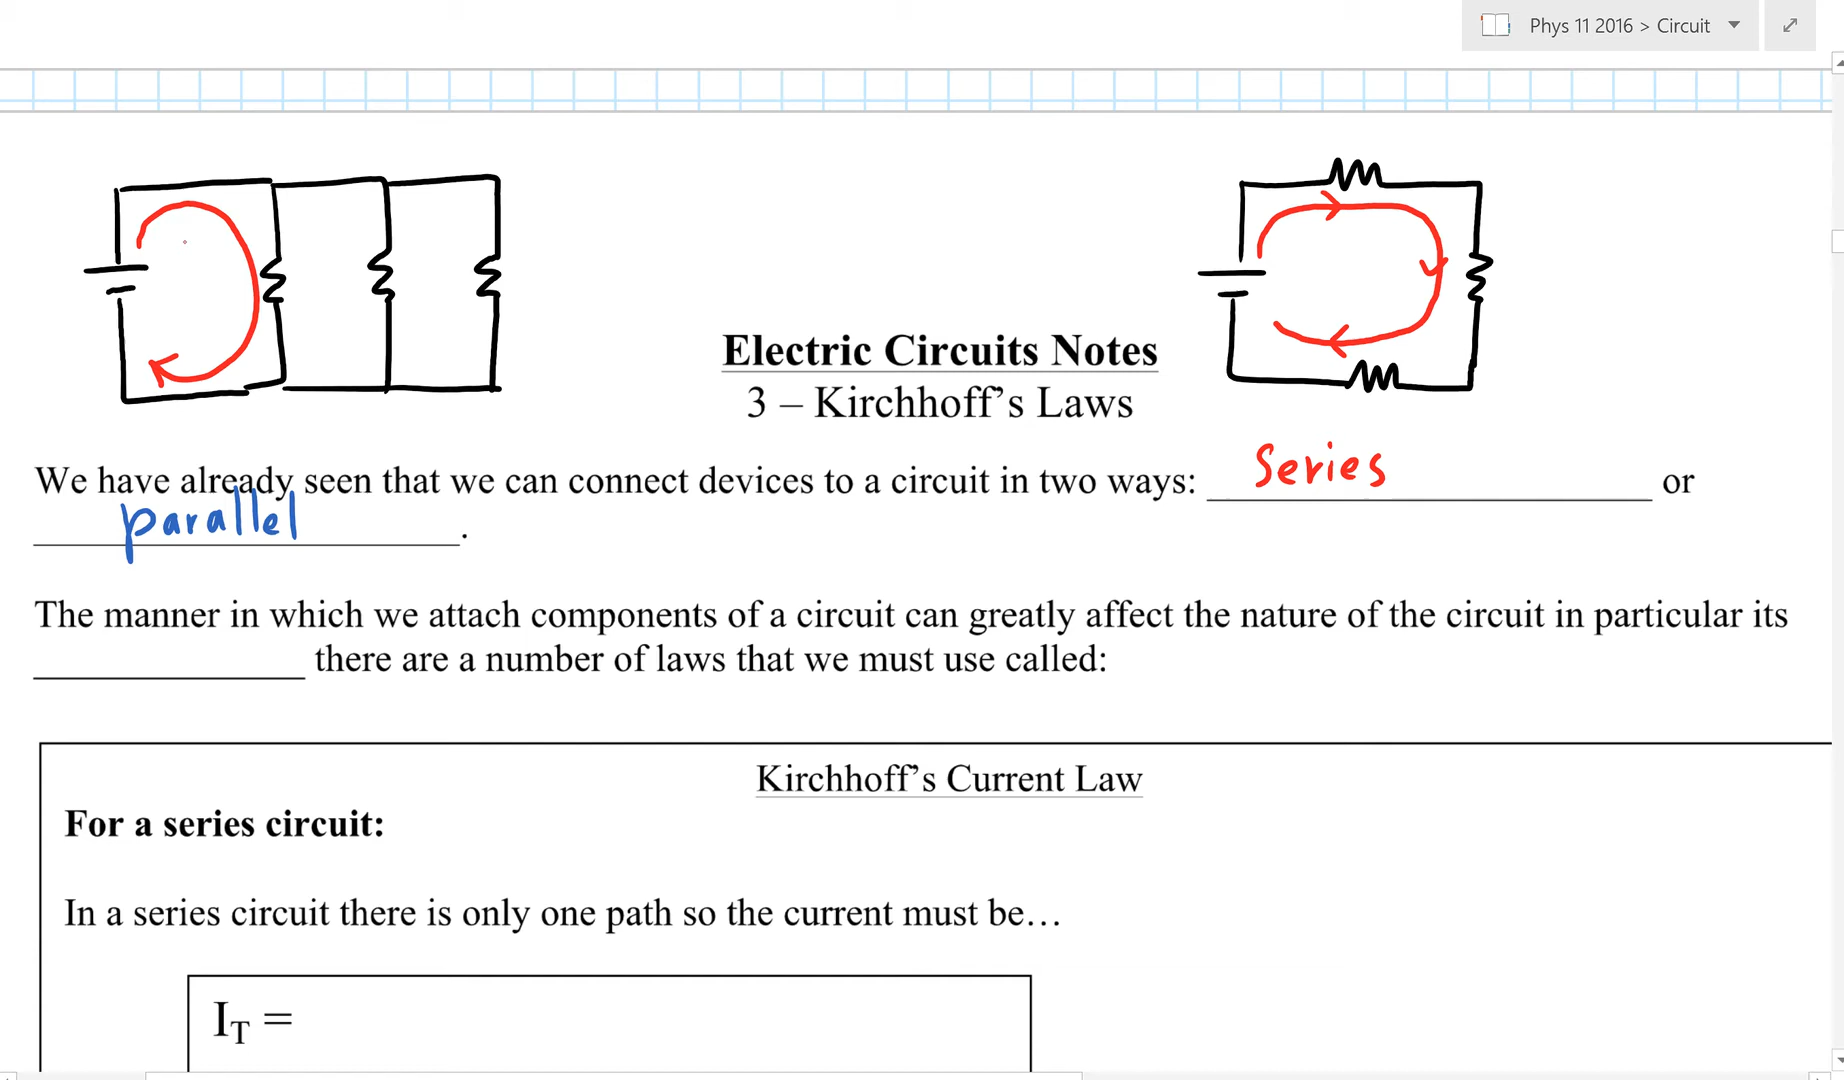 Phys 11 2016 > Circuit
Electric Circuits Notes
3 – Kirchhoff’s Laws
We have already seen that we can connect devices to a circuit in two ways: Series or
parallel.
The manner in which we attach components of a circuit can greatly affect the nature of the circuit in particular its
____________ there are a number of laws that we must use called:
Kirchhoff’s Current Law
For a series circuit:
In a series circuit there is only one path so the current must be…
I_T =